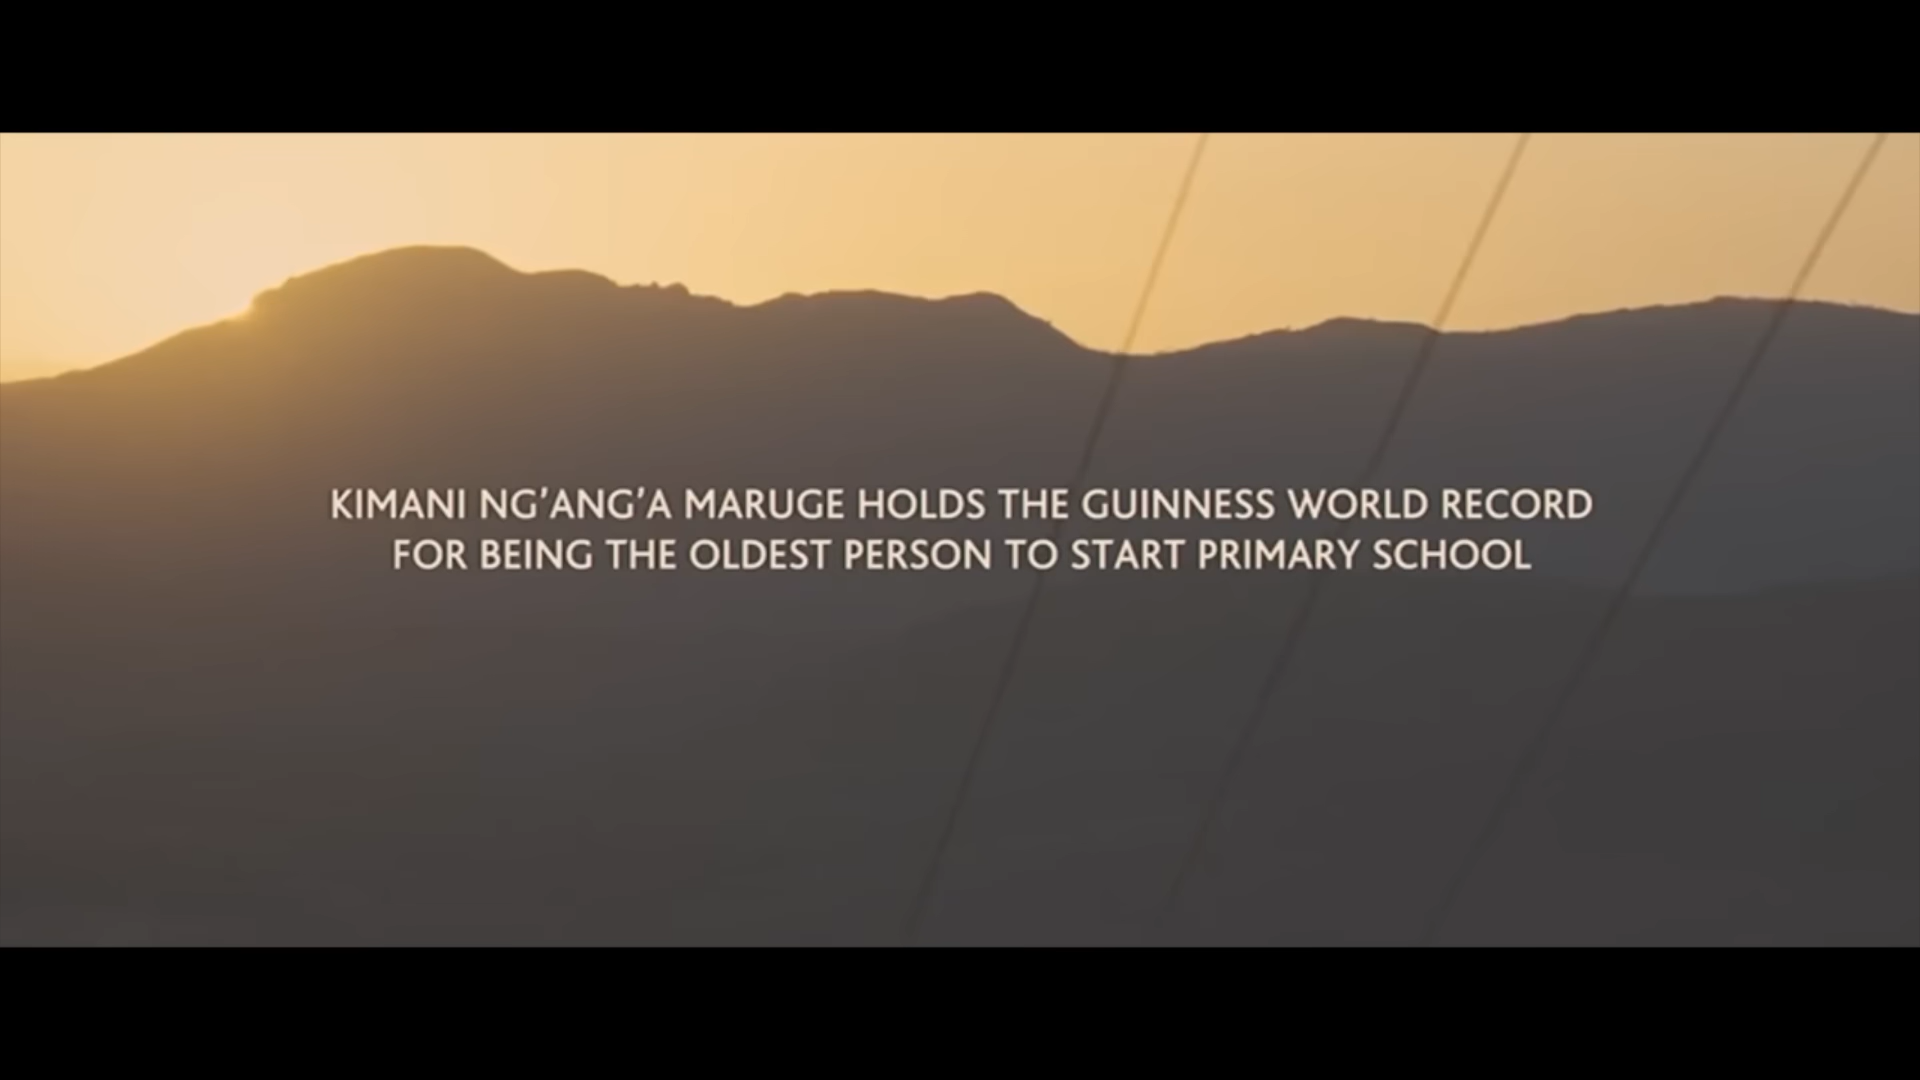 KIMANI NG’ANG’A MARUGE HOLDS THE GUINNESS WORLD RECORD
FOR BEING THE OLDEST PERSON TO START PRIMARY SCHOOL